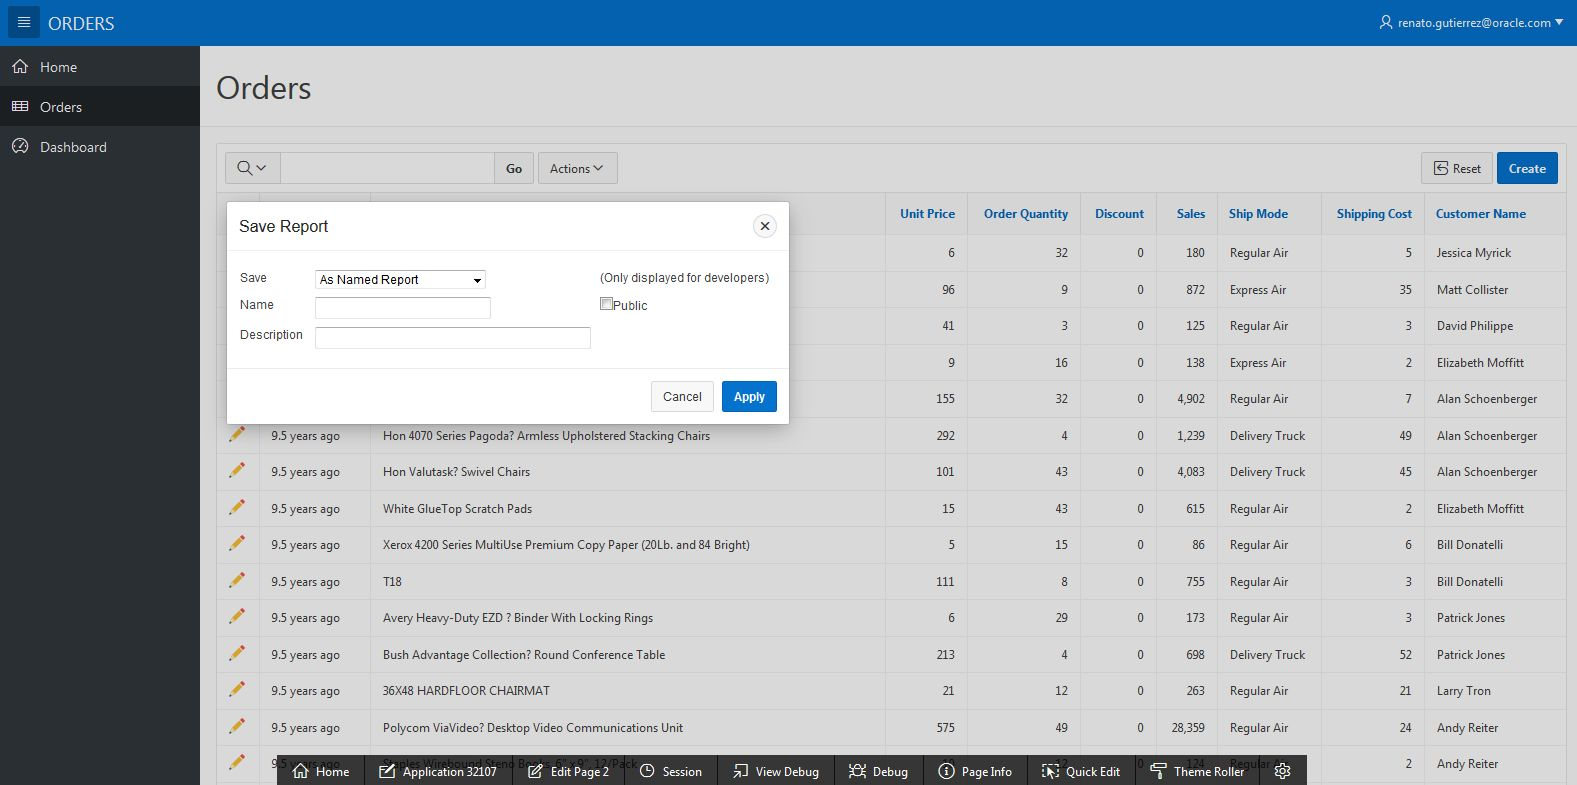 ORDERS
renato.gutierrez@oracle.com
Home
Orders
Dashboard
Orders
Go
Actions
Reset
Create
Unit Price Order Quantity Discount Sales Ship Mode Shipping Cost Customer Name
6 32 0 180 Regular Air 5 Jessica Myrick
96 9 0 872 Express Air 35 Matt Collister
41 3 0 125 Regular Air 3 David Philippe
9 16 0 138 Express Air 2 Elizabeth Moffitt
155 32 0 4,902 Regular Air 7 Alan Schoenberger
Save Report
Save As Named Report (Only displayed for developers)
Name Public
Description
Cancel Apply
9.5 years ago Hon 4070 Series Pagoda? Armless Upholstered Stacking Chairs 292 4 0 1,239 Delivery Truck 49 Alan Schoenberger
9.5 years ago Hon Valutask? Swivel Chairs 101 43 0 4,083 Delivery Truck 45 Alan Schoenberger
9.5 years ago White GlueTop Scratch Pads 15 43 0 615 Regular Air 2 Elizabeth Moffitt
9.5 years ago Xerox 4200 Series MultiUse Premium Copy Paper (20Lb. and 84 Bright) 5 15 0 86 Regular Air 6 Bill Donatelli
9.5 years ago T18 111 8 0 755 Regular Air 3 Bill Donatelli
9.5 years ago Avery Heavy-Duty EZD ? Binder With Locking Rings 6 29 0 173 Regular Air 3 Patrick Jones
9.5 years ago Bush Advantage Collection? Round Conference Table 213 4 0 698 Delivery Truck 52 Patrick Jones
9.5 years ago 36X48 HARDFLOOR CHAIRMAT 21 12 0 263 Regular Air 21 Larry Tron
9.5 years ago Polycom ViaVideo? Desktop Video Communications Unit 575 49 0 28,359 Regular Air 24 Andy Reiter
Staples Wirebound Steno Books, 6" x 9", 12/Pack 124 2 Andy Reiter
Home Application 32107 Edit Page 2 Session View Debug Debug Page Info Quick Edit Theme Roller